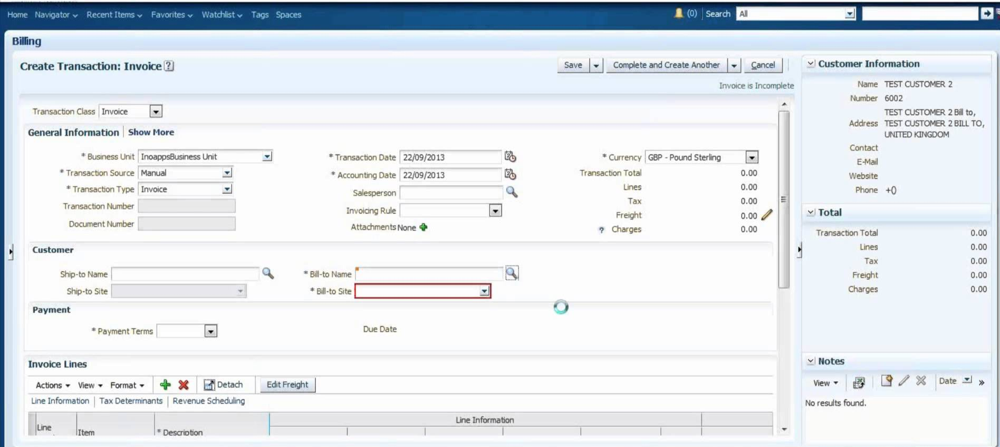 Home Navigator Recent Items Favorites Watchlist Tags Spaces (0) Search All
Billing
Create Transaction: Invoice ? Save Complete and Create Another Cancel
Invoice is Incomplete
Transaction Class Invoice
General Information Show More
* Business Unit InoappsBusiness Unit
* Transaction Source Manual
* Transaction Type Invoice
Transaction Number
Document Number
* Transaction Date 22/09/2013
* Accounting Date 22/09/2013
Salesperson
Invoicing Rule
Attachments None
* Currency GBP - Pound Sterling
Transaction Total 0.00
Lines 0.00
Tax 0.00
Freight 0.00
? Charges 0.00
Customer
Ship-to Name
Ship-to Site
* Bill-to Name
* Bill-to Site
Payment
* Payment Terms
Due Date
Invoice Lines
Actions View Format Detach Edit Freight
Line Information Tax Determinants Revenue Scheduling
Line Information
Line Item * Description
Customer Information
Name TEST CUSTOMER 2
Number 6002
Address TEST CUSTOMER 2 Bill to,
TEST CUSTOMER 2 BILL TO,
UNITED KINGDOM
Contact
E-Mail
Website
Phone +()
Total
Transaction Total 0.00
Lines 0.00
Tax 0.00
Freight 0.00
Charges 0.00
Notes
View Date »
No results found.